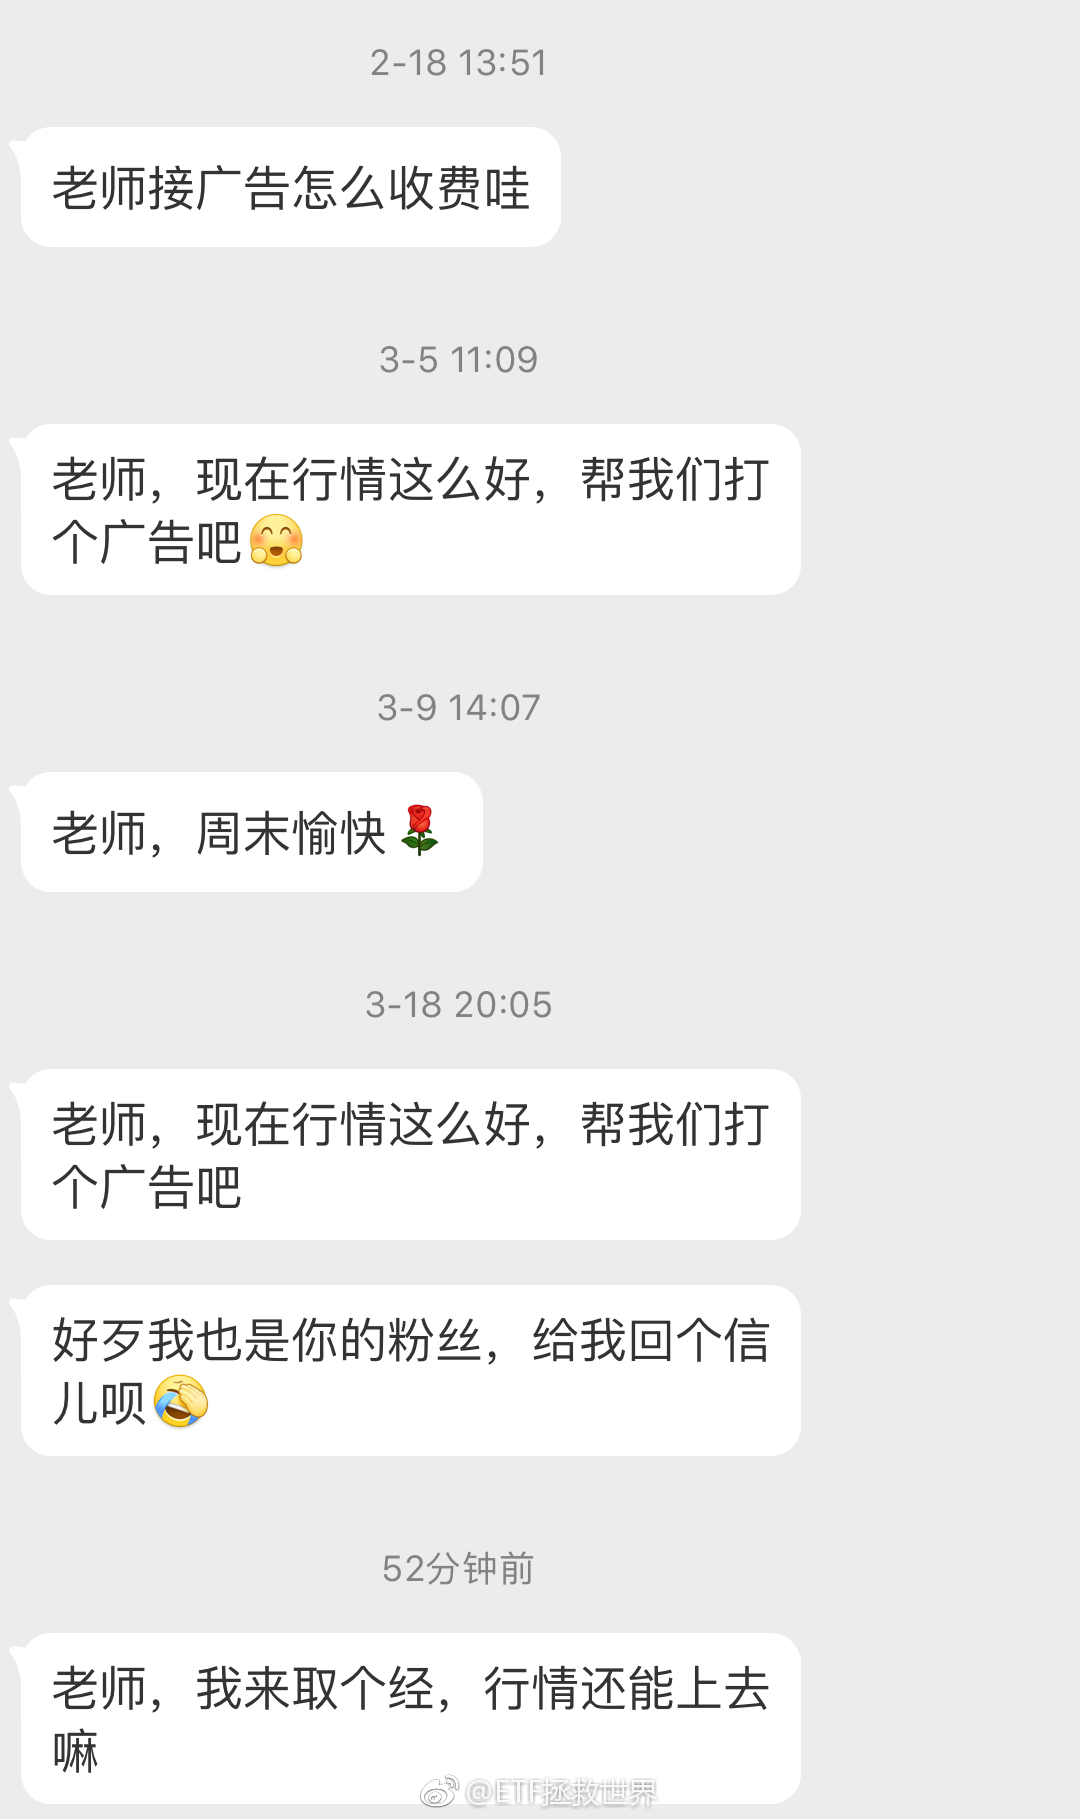 2-18 13:51
老师接广告怎么收费哇
3-5 11:09
老师，现在行情这么好，帮我们打
个广告吧🤗
3-9 14:07
老师，周末愉快🌹
3-18 20:05
老师，现在行情这么好，帮我们打
个广告吧
好歹我也是你的粉丝，给我回个信
儿呗
52分钟前
老师，我来取个经，行情还能上去
嘛
@ETF拯救世界